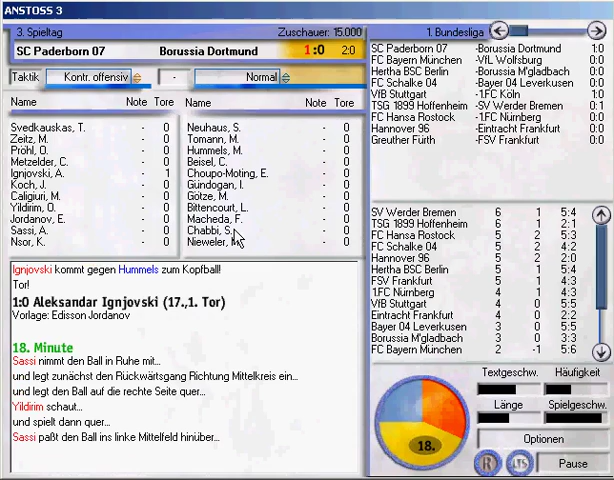 ANSTOSS 3
3. Spieltag
Zuschauer: 15.000
SC Paderborn 07
Borussia Dortmund
1:0
2:0
Taktik
Kontr. offensiv
-
Normal
Name Note Tore
Svedkauskas, T. - 0
Zeitz, M. - 0
Pröhl, O. - 0
Metzelder, C. - 0
Ignjovski, A. - 1
Koch, J. - 0
Caligiuri, M. - 0
Yildirim, O. - 0
Jordanov, E. - 0
Sassi, A. - 0
Nsor, K. - 0
Name Note Tore
Neuhaus, S. - 0
Tomann, M. - 0
Hummels, M. - 0
Beisel, C. - 0
Choupo-Moting, E. - 0
Gündogan, I. - 0
Götze, M. - 0
Bittencourt, L. - 0
Macheda, F. - 0
Chabbi, S. - 0
Nieweler, - 0
Ignjovski kommt gegen Hummels zum Kopfball!
Tor!
1:0 Aleksandar Ignjovski (17.,1. Tor)
Vorlage: Edisson Jordanov
18. Minute
Sassi nimmt den Ball in Ruhe mit...
und legt zunächst den Rückwärtsgang Richtung Mittelkreis ein...
und legt den Ball auf die rechte Seite quer...
Yildirim schaut...
und spielt dann quer...
Sassi paßt den Ball ins linke Mittelfeld hinüber...
1. Bundesliga
SC Paderborn 07 -Borussia Dortmund 1:0
FC Bayern München -VfL Wolfsburg 0:0
Hertha BSC Berlin -Borussia M'gladbach 0:0
FC Schalke 04 -Bayer 04 Leverkusen 0:0
VfB Stuttgart -1.FC Köln 1:0
TSG 1899 Hoffenheim -SV Werder Bremen 0:1
FC Hansa Rostock -1.FC Nürnberg 0:0
Hannover 96 -Eintracht Frankfurt 0:0
Greuther Fürth -FSV Frankfurt 0:0
SV Werder Bremen 6 1 5:4
TSG 1899 Hoffenheim 6 1 2:1
FC Hansa Rostock 5 2 5:3
FC Schalke 04 5 2 4:2
Hannover 96 5 2 4:2
Hertha BSC Berlin 5 1 5:4
FSV Frankfurt 5 1 4:3
1.FC Nürnberg 4 1 4:3
VfB Stuttgart 4 0 5:5
Eintracht Frankfurt 4 0 2:2
Bayer 04 Leverkusen 3 0 5:5
Borussia M'gladbach 3 0 3:3
FC Bayern München 2 -1 5:6
Textgeschw. Häufigkeit
Länge Spielgeschw.
18.
Optionen
R LTS Pause